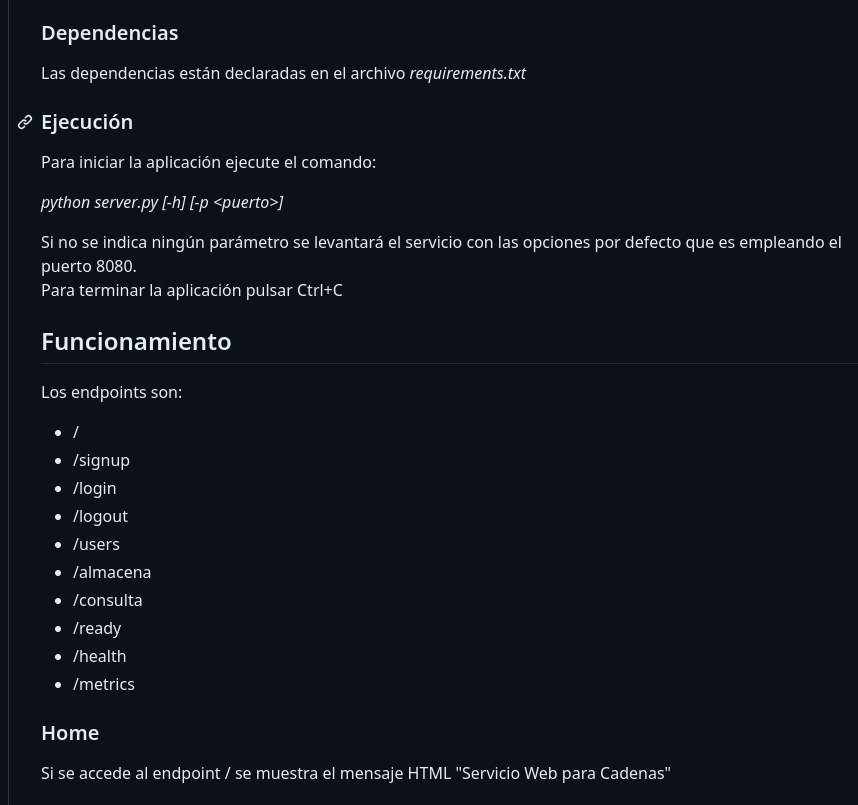 Dependencias
Las dependencias están declaradas en el archivo requirements.txt
Ejecución
Para iniciar la aplicación ejecute el comando:
python server.py [-h] [-p <puerto>]
Si no se indica ningún parámetro se levantará el servicio con las opciones por defecto que es empleando el
puerto 8080.
Para terminar la aplicación pulsar Ctrl+C
Funcionamiento
Los endpoints son:
• /
• /signup
• /login
• /logout
• /users
• /almacena
• /consulta
• /ready
• /health
• /metrics
Home
Si se accede al endpoint / se muestra el mensaje HTML "Servicio Web para Cadenas"